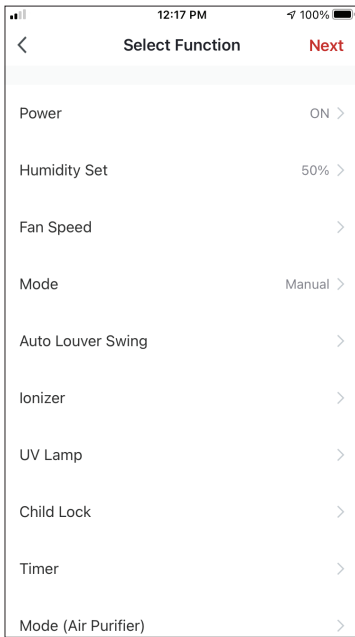 12:17 PM 100%
Select Function Next
Power ON
Humidity Set 50%
Fan Speed
Mode Manual
Auto Louver Swing
Ionizer
UV Lamp
Child Lock
Timer
Mode (Air Purifier)